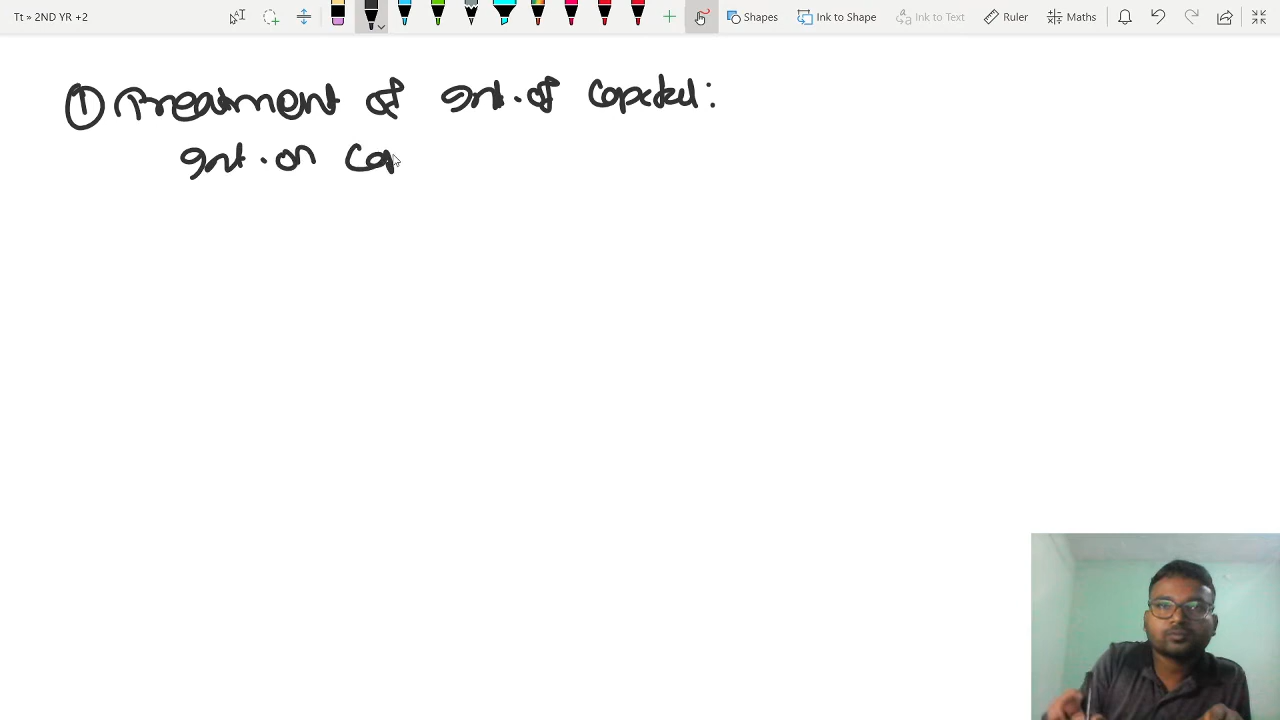 Tt » 2ND YR +2 Shapes Ink to Shape Ink to Text Ruler Maths
① Treatment of Int. of Capital:
Int. on Cap